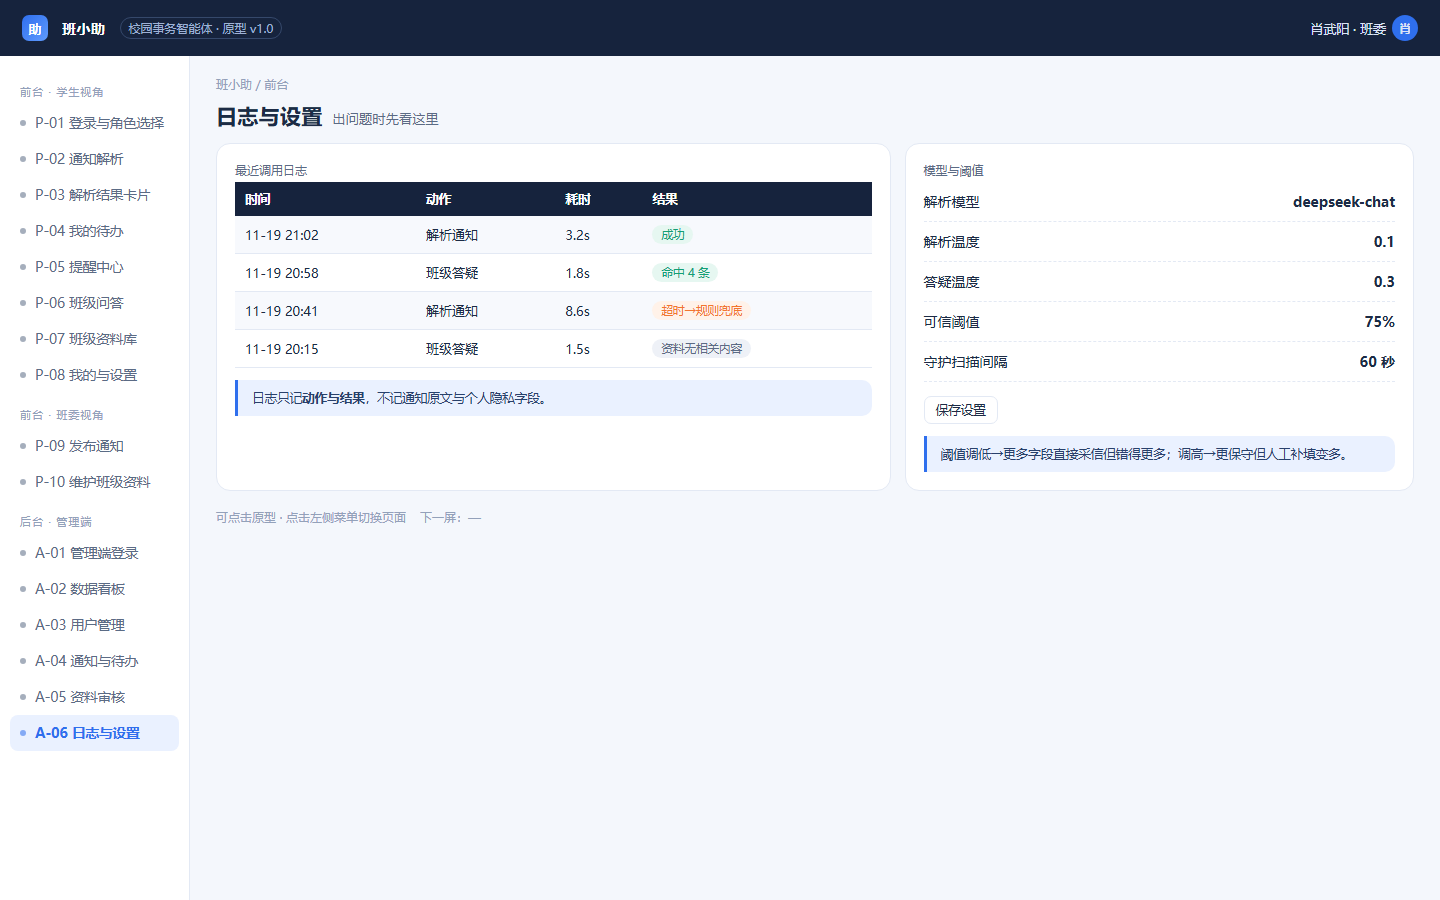 助 班小助 校园事务智能体 · 原型 v1.0 肖武阳 · 班委 肖
前台 · 学生视角
P-01 登录与角色选择
P-02 通知解析
P-03 解析结果卡片
P-04 我的待办
P-05 提醒中心
P-06 班级问答
P-07 班级资料库
P-08 我的与设置
前台 · 班委视角
P-09 发布通知
P-10 维护班级资料
后台 · 管理端
A-01 管理端登录
A-02 数据看板
A-03 用户管理
A-04 通知与待办
A-05 资料审核
A-06 日志与设置
班小助 / 前台
日志与设置 出问题时先看这里
最近调用日志
时间 动作 耗时 结果
11-19 21:02 解析通知 3.2s 成功
11-19 20:58 班级答疑 1.8s 命中 4 条
11-19 20:41 解析通知 8.6s 超时→规则兜底
11-19 20:15 班级答疑 1.5s 资料无相关内容
日志只记动作与结果，不记通知原文与个人隐私字段。
模型与阈值
解析模型 deepseek-chat
解析温度 0.1
答疑温度 0.3
可信阈值 75%
守护扫描间隔 60 秒
保存设置
阈值调低→更多字段直接采信但错得更多；调高→更保守但人工补填变多。
可点击原型 · 点击左侧菜单切换页面 下一屏：—